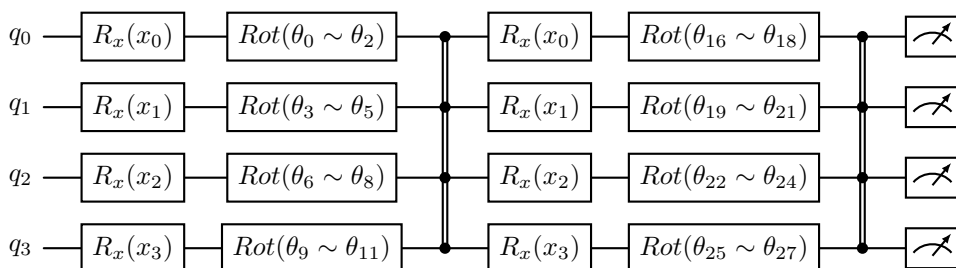 q₀ Rₓ(x₀) Rot(θ₀ ∼ θ₂) Rₓ(x₀) Rot(θ₁₆ ∼ θ₁₈)
q₁ Rₓ(x₁) Rot(θ₃ ∼ θ₅) Rₓ(x₁) Rot(θ₁₉ ∼ θ₂₁)
q₂ Rₓ(x₂) Rot(θ₆ ∼ θ₈) Rₓ(x₂) Rot(θ₂₂ ∼ θ₂₄)
q₃ Rₓ(x₃) Rot(θ₉ ∼ θ₁₁) Rₓ(x₃) Rot(θ₂₅ ∼ θ₂₇)